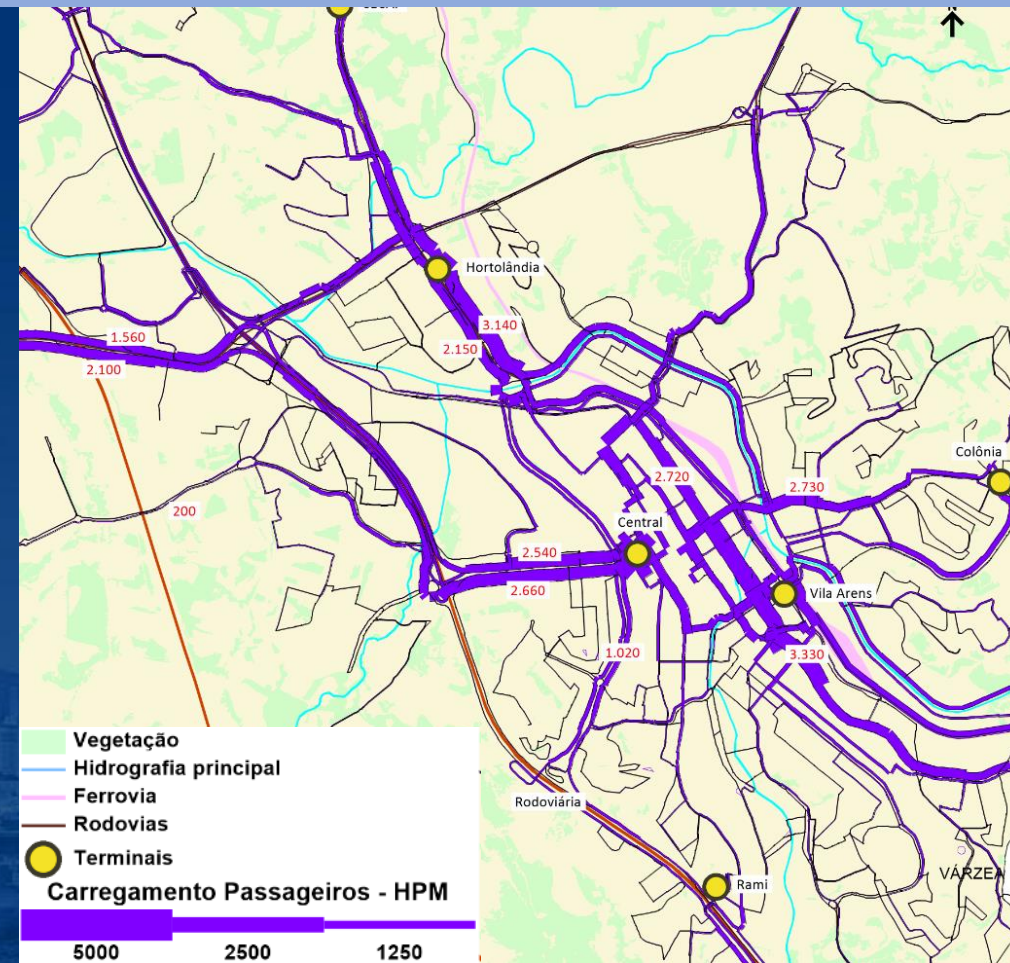 N
Hortolândia
3.140
2.150
1.560
2.100
Colônia
2.720
2.730
200
Central
2.540
2.660
Vila Arens
1.020
3.330
Vegetação
Hidrografia principal
Ferrovia
Rodovias
Terminais
Rodoviária
Rami
VÁRZEA
Carregamento Passageiros - HPM
5000 2500 1250